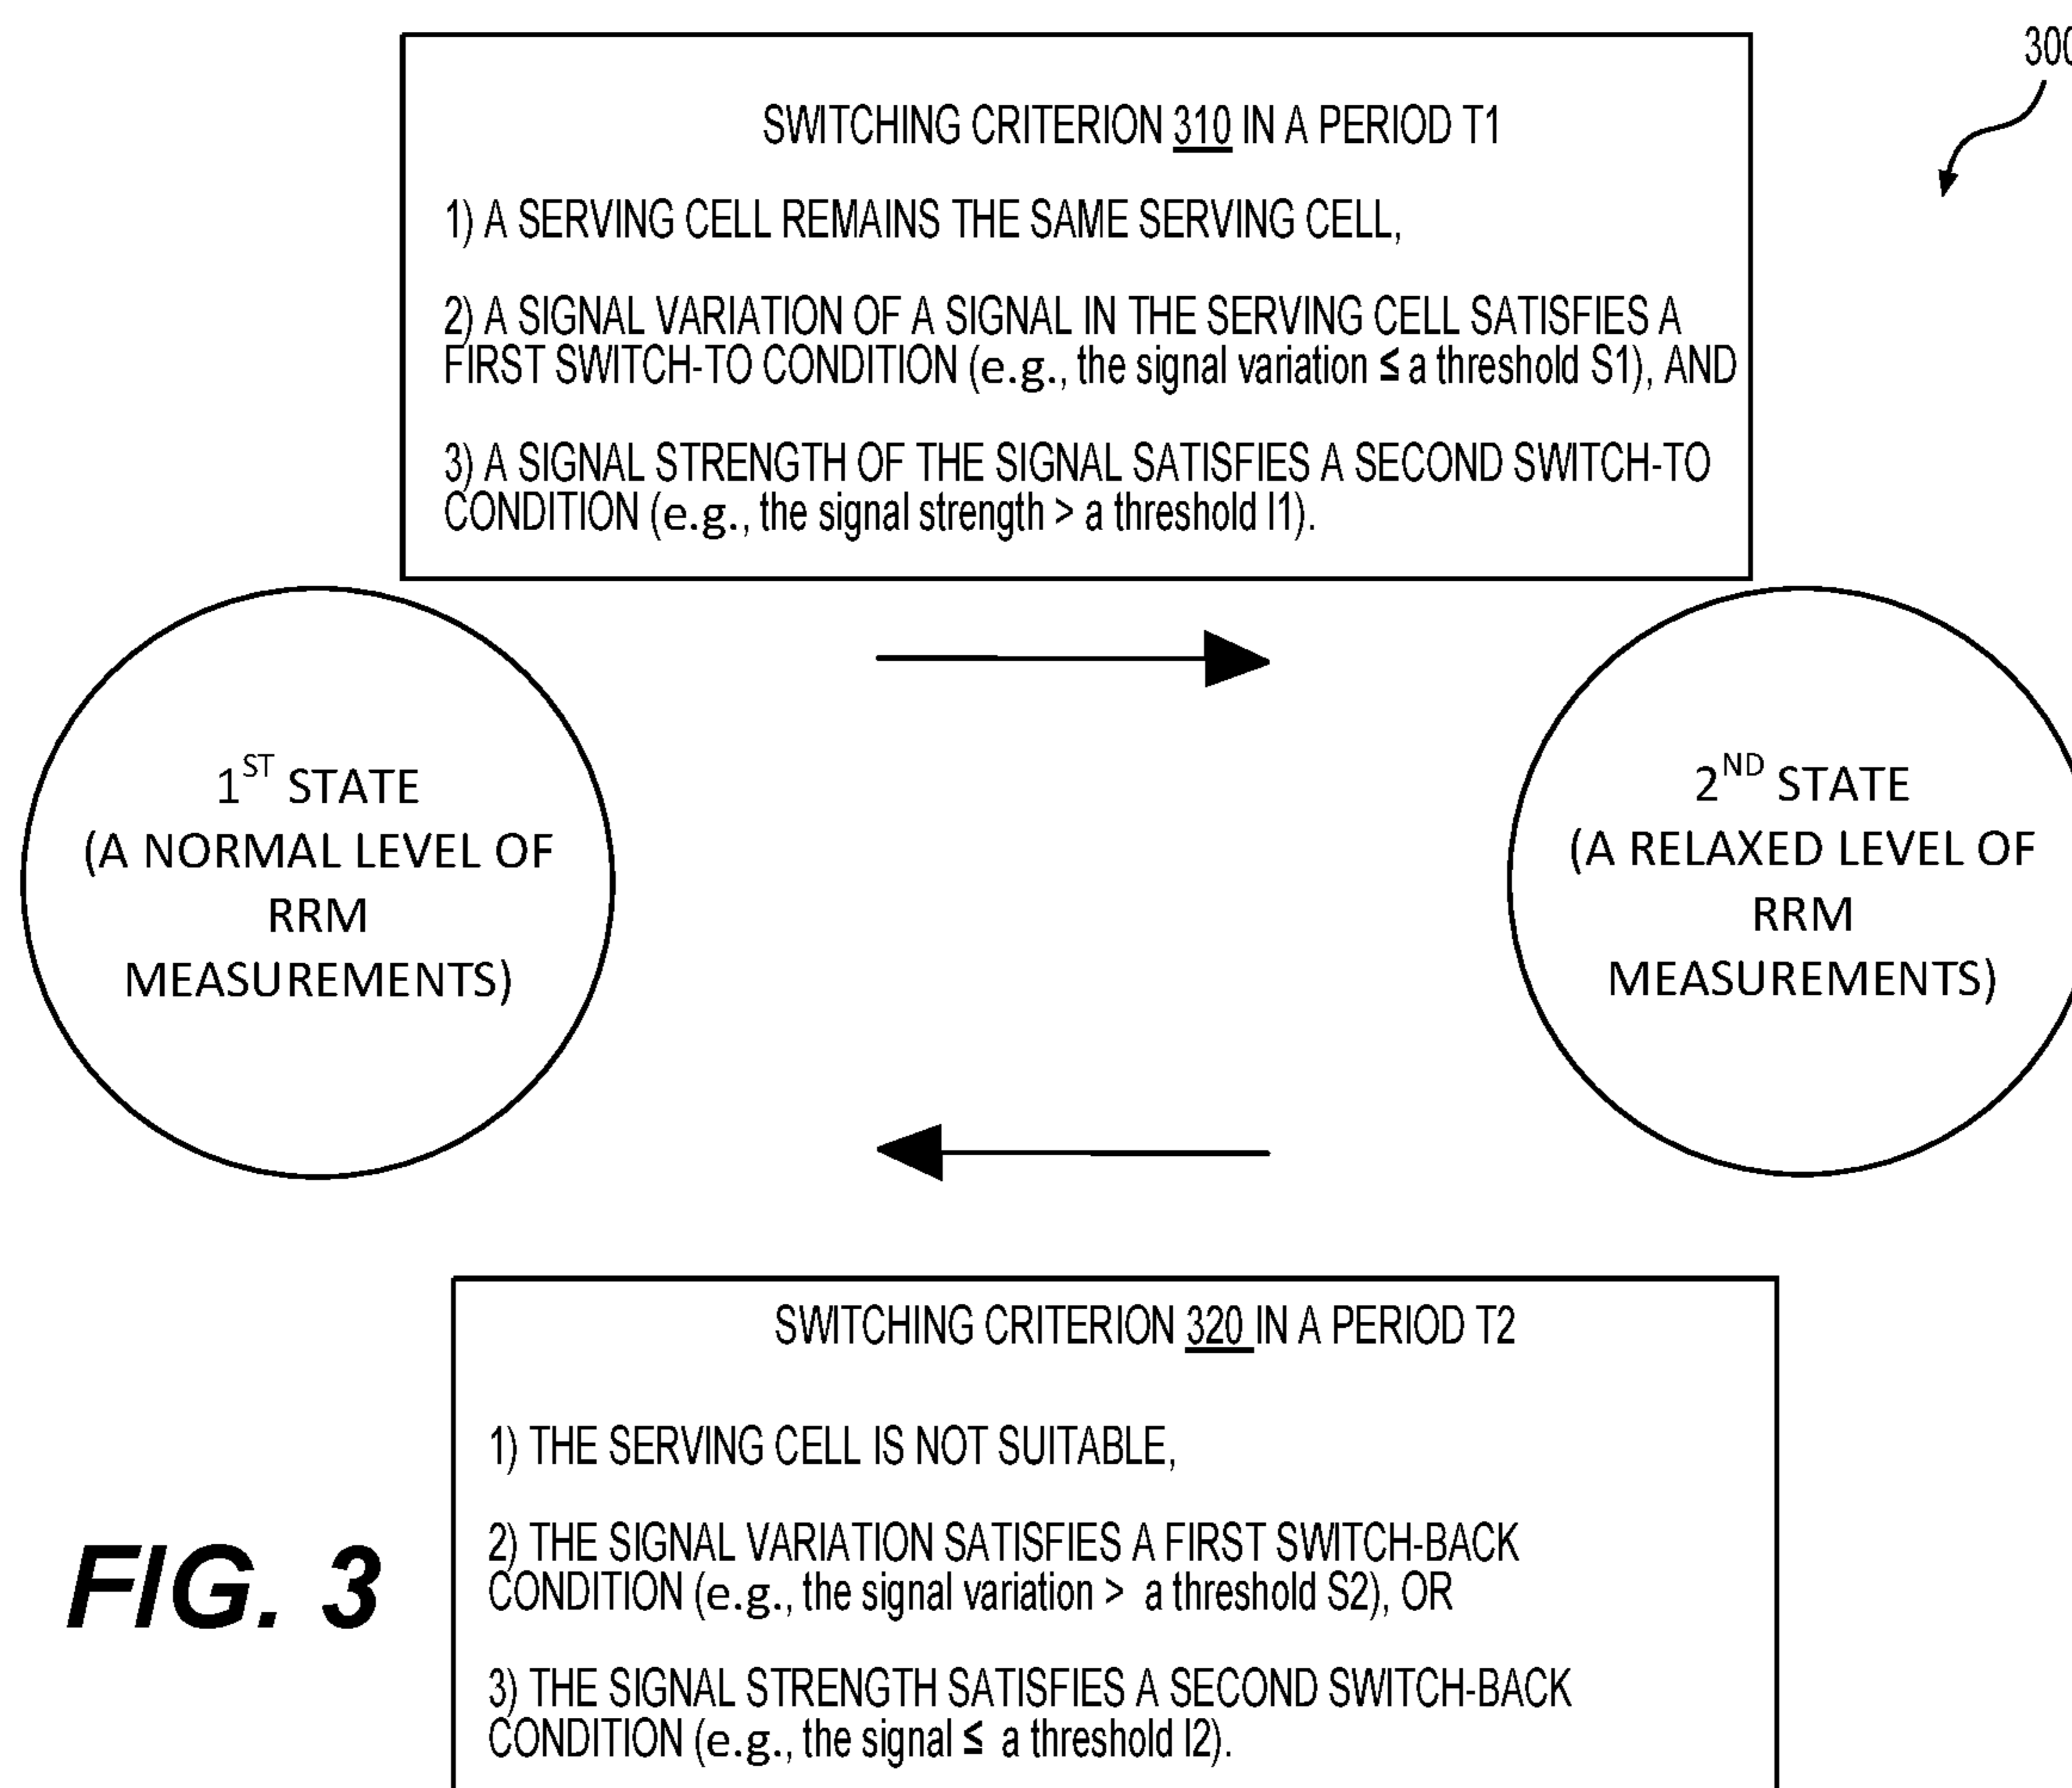 300
SWITCHING CRITERION 310 IN A PERIOD T1
1) A SERVING CELL REMAINS THE SAME SERVING CELL,
2) A SIGNAL VARIATION OF A SIGNAL IN THE SERVING CELL SATISFIES A
FIRST SWITCH-TO CONDITION (e.g., the signal variation ≤ a threshold S1), AND
3) A SIGNAL STRENGTH OF THE SIGNAL SATISFIES A SECOND SWITCH-TO
CONDITION (e.g., the signal strength > a threshold I1).
1ST STATE
(A NORMAL LEVEL OF
RRM
MEASUREMENTS)
2ND STATE
(A RELAXED LEVEL OF
RRM
MEASUREMENTS)
SWITCHING CRITERION 320 IN A PERIOD T2
1) THE SERVING CELL IS NOT SUITABLE,
2) THE SIGNAL VARIATION SATISFIES A FIRST SWITCH-BACK
CONDITION (e.g., the signal variation > a threshold S2), OR
3) THE SIGNAL STRENGTH SATISFIES A SECOND SWITCH-BACK
CONDITION (e.g., the signal ≤ a threshold I2).
FIG. 3